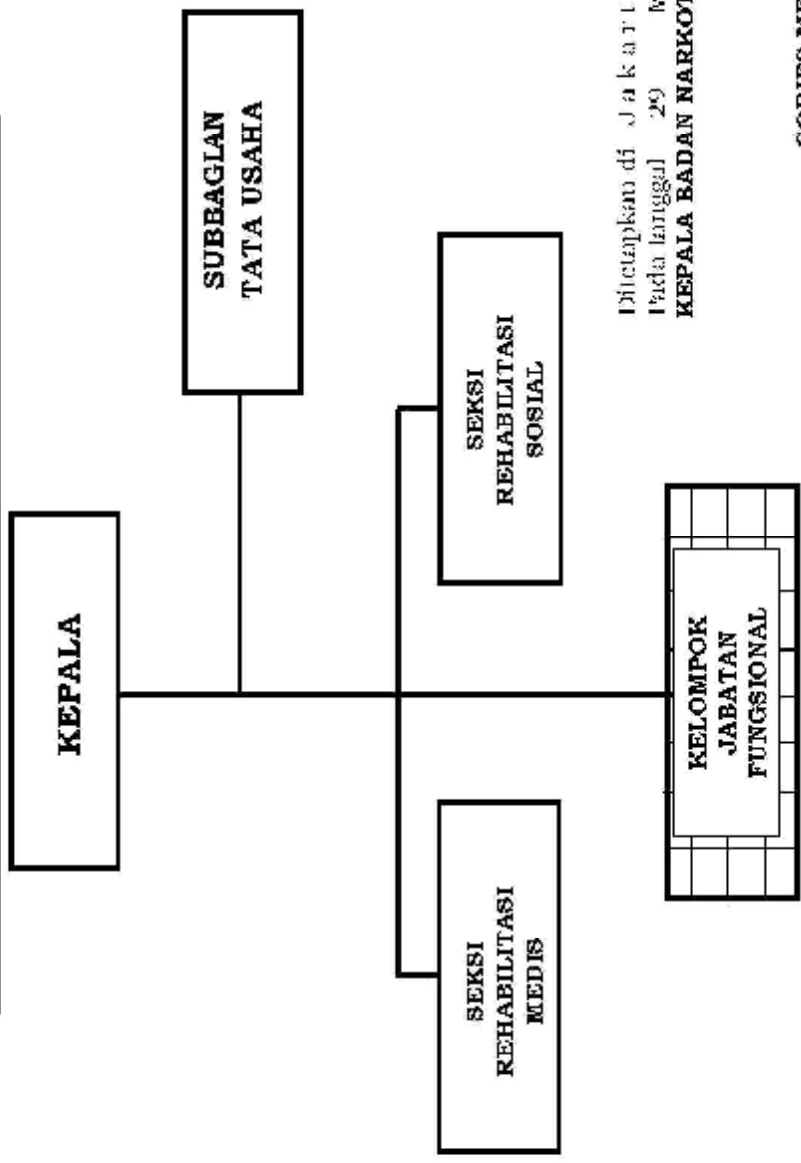 KEPALA
SUBBAGIAN
TATA USAHA
SEKSI
REHABILITASI
MEDIS
SEKSI
REHABILITASI
SOSIAL
KELOMPOK
JABATAN
FUNGSIONAL
Ditetapkan di J a k a r t
Pada tanggal 29 M
KEPALA BADAN NARKOT